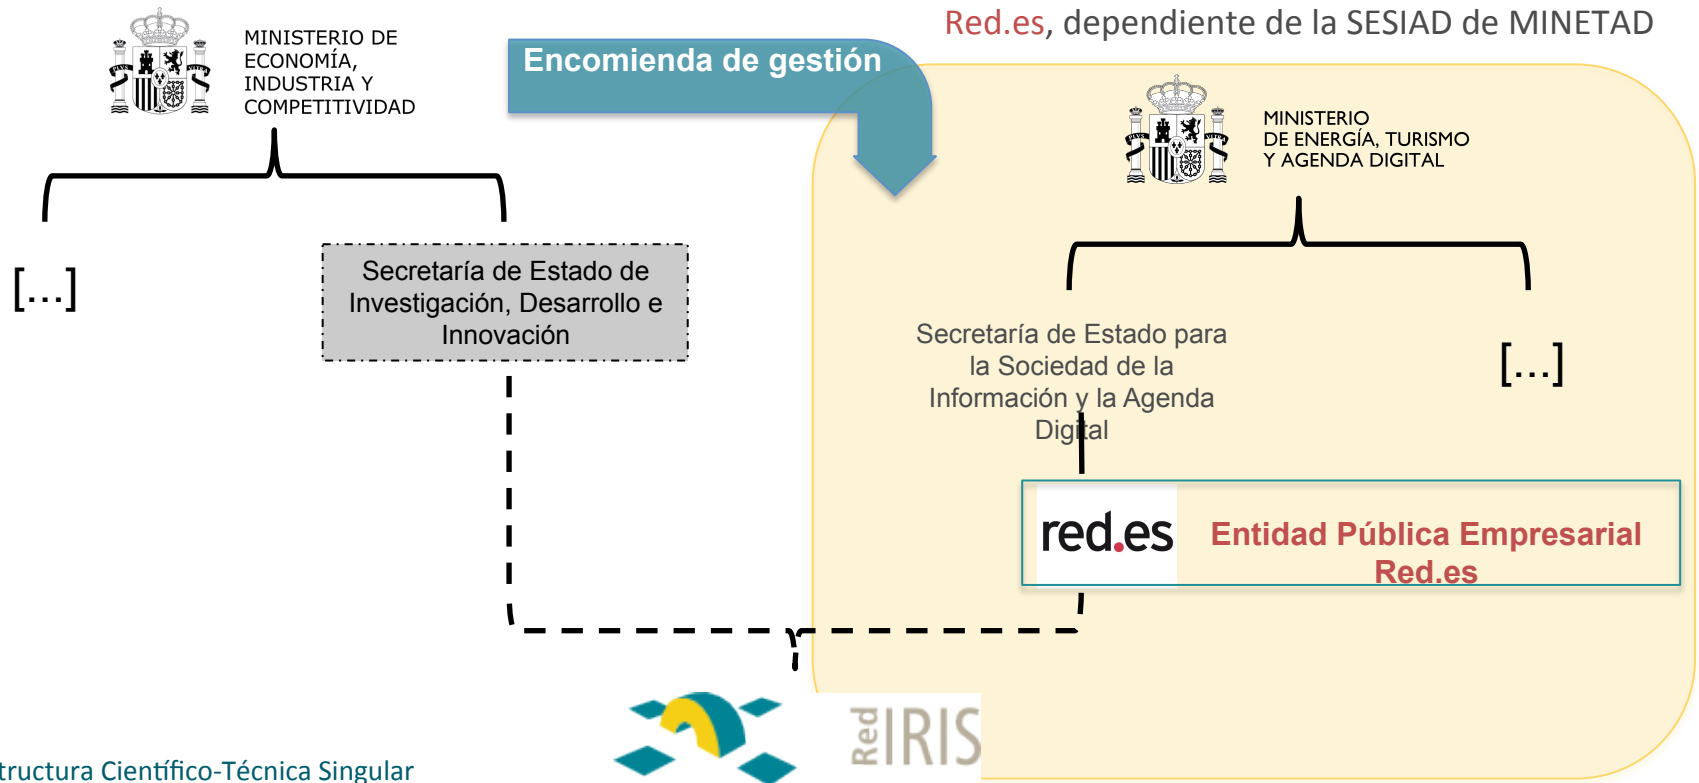 Red.es, dependiente de la SESIAD de MINETAD
MINISTERIO DE
ECONOMÍA,
INDUSTRIA Y
COMPETITIVIDAD
Encomienda de gestión
MINISTERIO
DE ENERGÍA, TURISMO
Y AGENDA DIGITAL
[...]
Secretaría de Estado de
Investigación, Desarrollo e
Innovación
Secretaría de Estado para
la Sociedad de la
Información y la Agenda
Digital
[...]
red.es
Entidad Pública Empresarial
Red.es
Red IRIS
tructura Científico-Técnica Singular